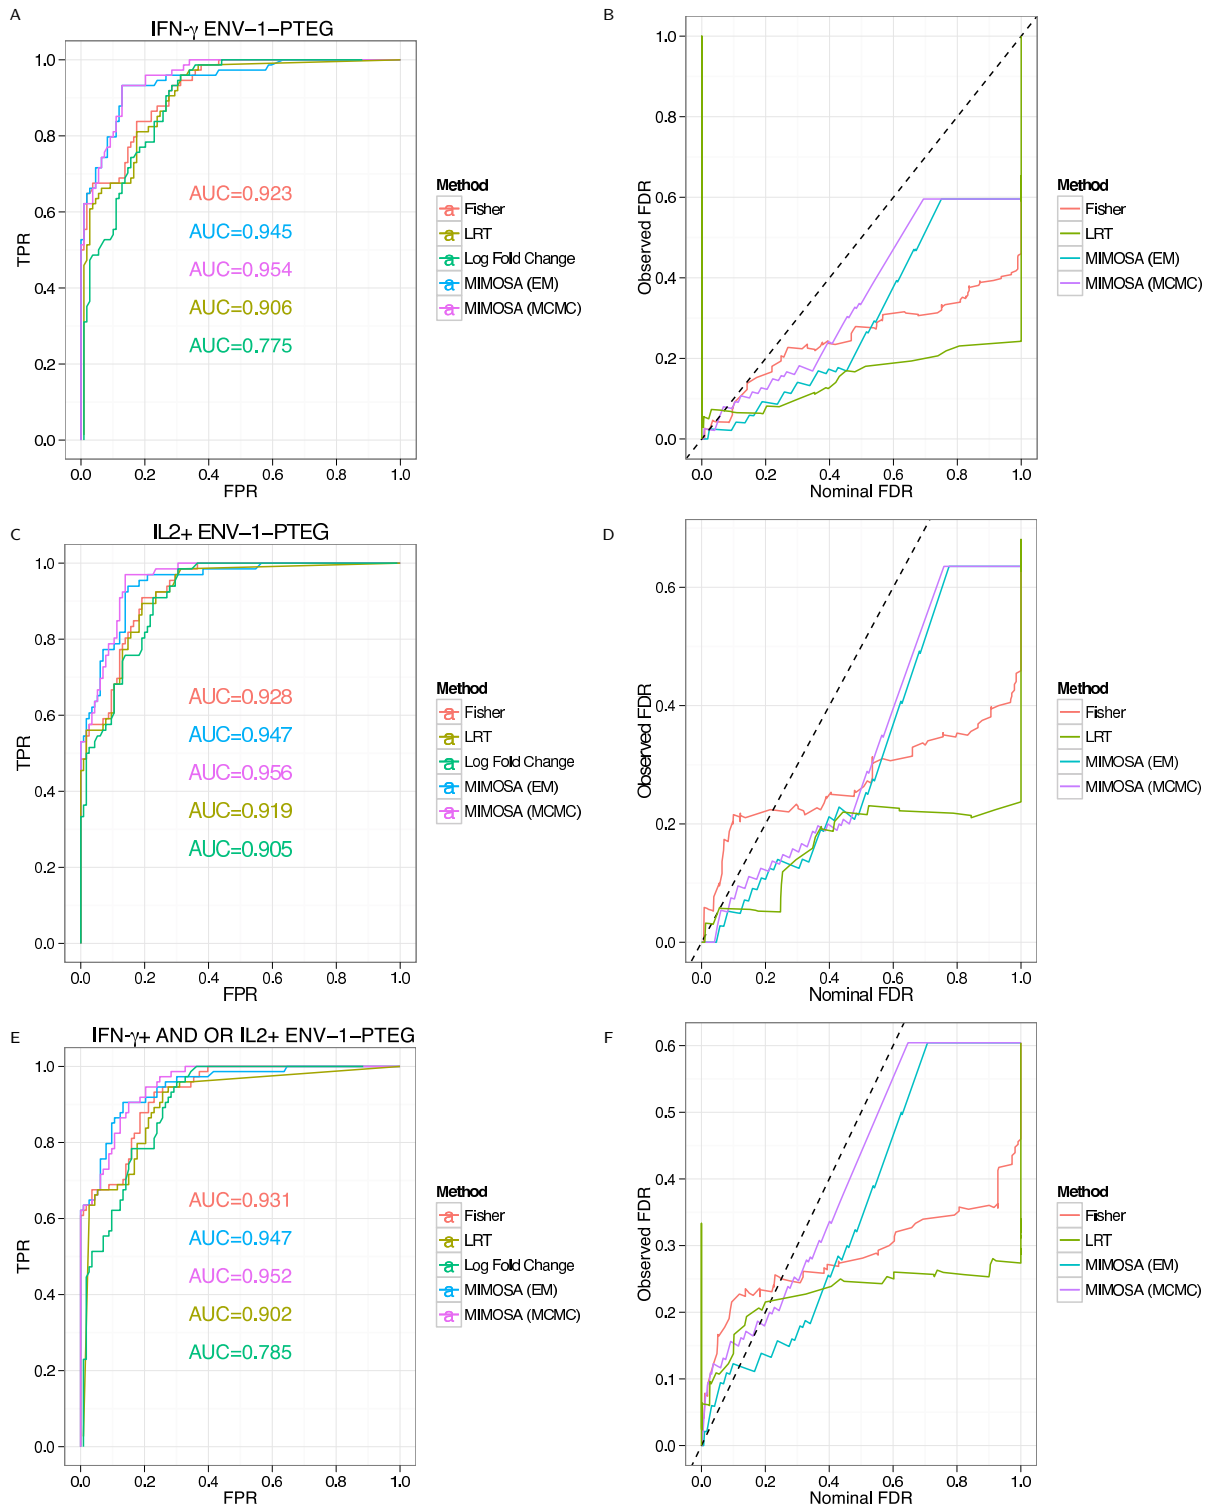 A
IFN-γ ENV−1−PTEG
TPR
1.0
0.8
0.6
0.4
0.2
0.0
AUC=0.923
AUC=0.945
AUC=0.954
AUC=0.906
AUC=0.775
0.0 0.2 0.4 0.6 0.8 1.0
FPR
Method
a Fisher
a LRT
a Log Fold Change
a MIMOSA (EM)
a MIMOSA (MCMC)
B
Observed FDR
1.0
0.8
0.6
0.4
0.2
0.0
0.0 0.2 0.4 0.6 0.8 1.0
Nominal FDR
Method
Fisher
LRT
MIMOSA (EM)
MIMOSA (MCMC)
C
IL2+ ENV−1−PTEG
TPR
1.0
0.8
0.6
0.4
0.2
0.0
AUC=0.928
AUC=0.947
AUC=0.956
AUC=0.919
AUC=0.905
0.0 0.2 0.4 0.6 0.8 1.0
FPR
Method
a Fisher
a LRT
a Log Fold Change
a MIMOSA (EM)
a MIMOSA (MCMC)
D
Observed FDR
0.6
0.4
0.2
0.0
0.0 0.2 0.4 0.6 0.8 1.0
Nominal FDR
Method
Fisher
LRT
MIMOSA (EM)
MIMOSA (MCMC)
E
IFN-γ+ AND OR IL2+ ENV−1−PTEG
TPR
1.0
0.8
0.6
0.4
0.2
0.0
AUC=0.931
AUC=0.947
AUC=0.952
AUC=0.902
AUC=0.785
0.0 0.2 0.4 0.6 0.8 1.0
FPR
Method
a Fisher
a LRT
a Log Fold Change
a MIMOSA (EM)
a MIMOSA (MCMC)
F
Observed FDR
0.6
0.5
0.4
0.3
0.2
0.1
0.0
0.0 0.2 0.4 0.6 0.8 1.0
Nominal FDR
Method
Fisher
LRT
MIMOSA (EM)
MIMOSA (MCMC)